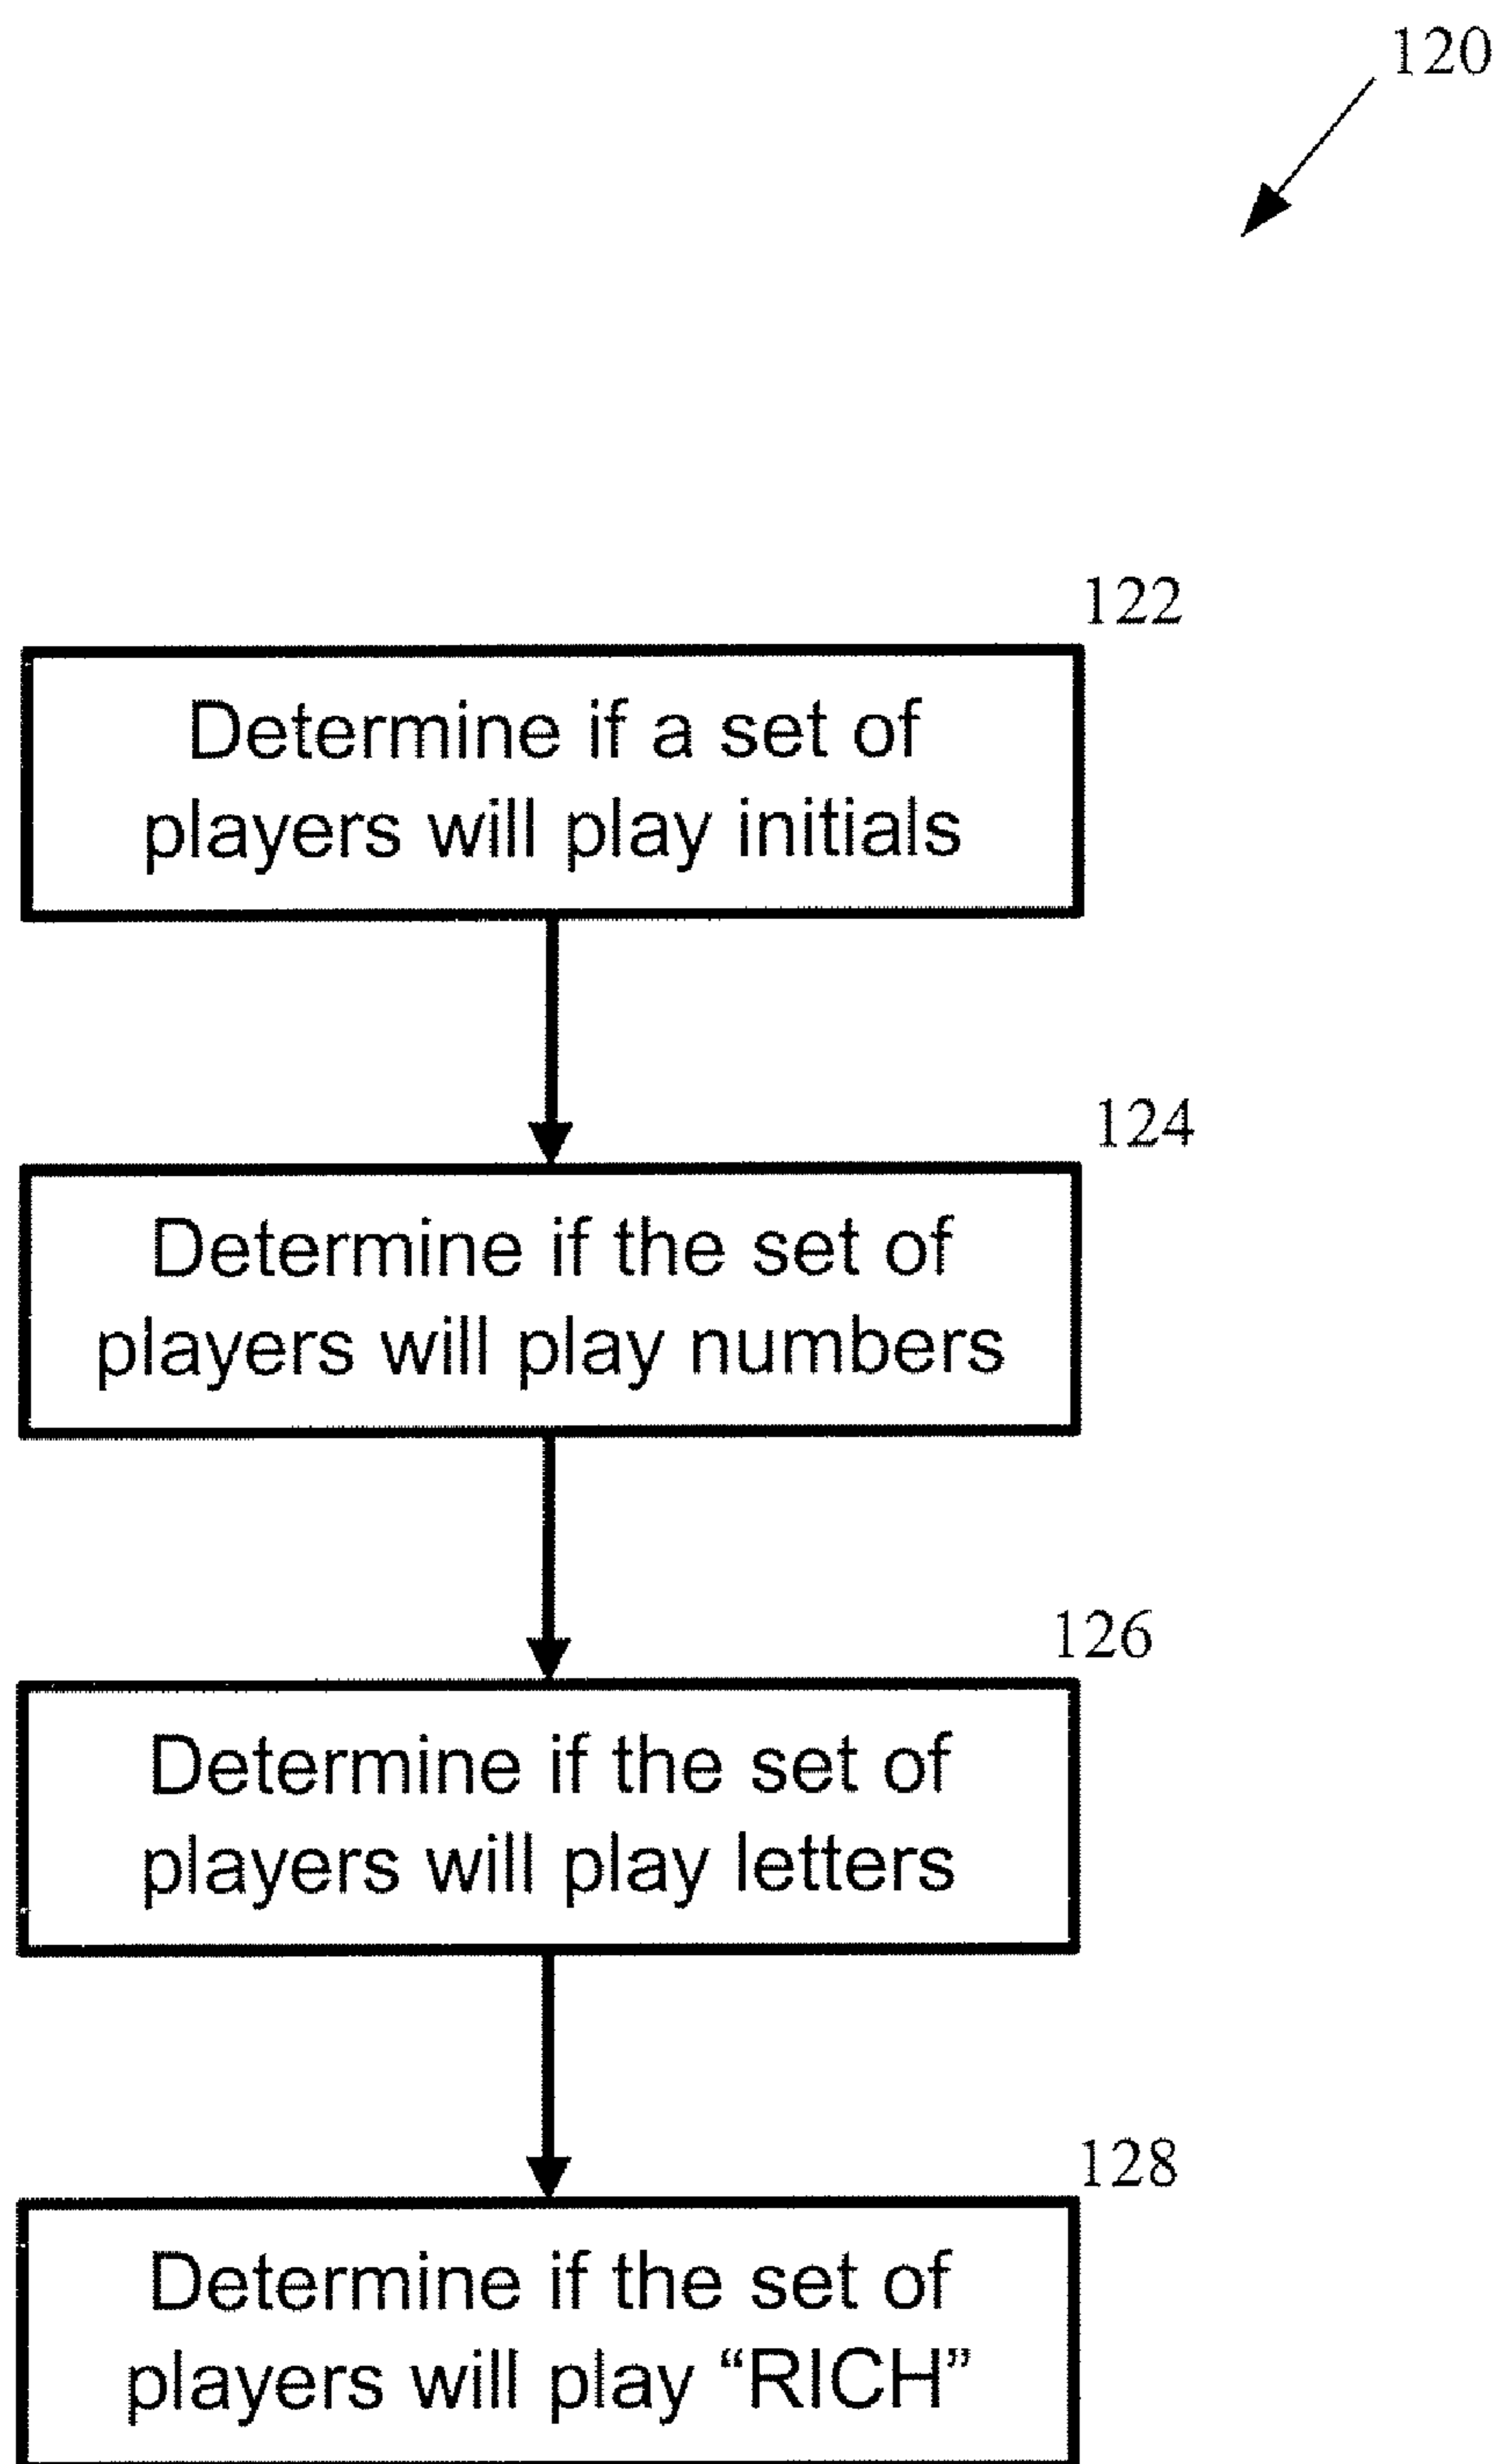 120
122
Determine if a set of
players will play initials
124
Determine if the set of
players will play numbers
126
Determine if the set of
players will play letters
128
Determine if the set of
players will play “RICH”